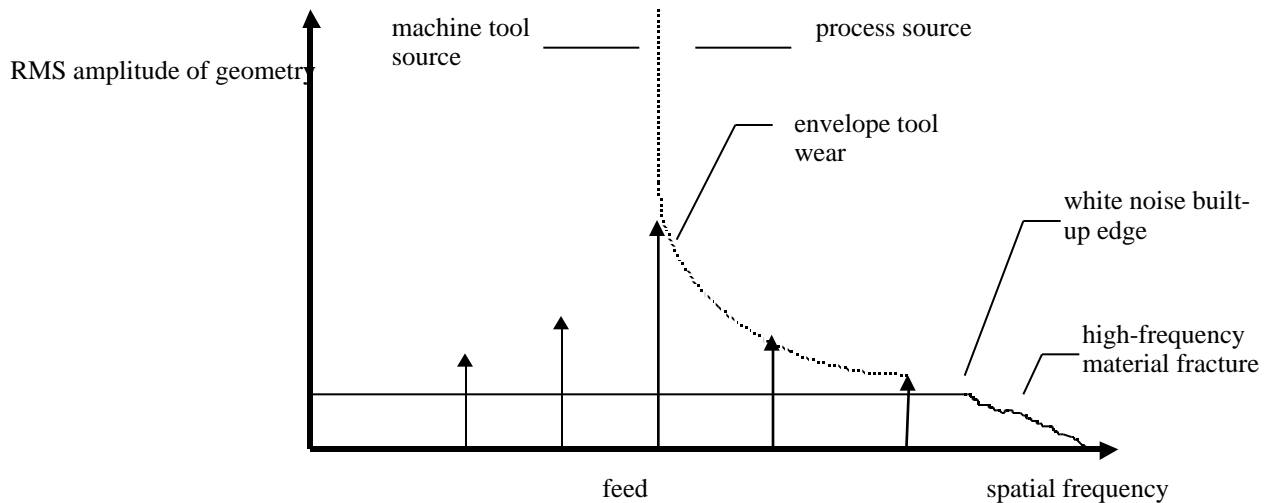 machine tool
source
process source
RMS amplitude of geometry
envelope tool
wear
white noise built-
up edge
high-frequency
material fracture
feed
spatial frequency